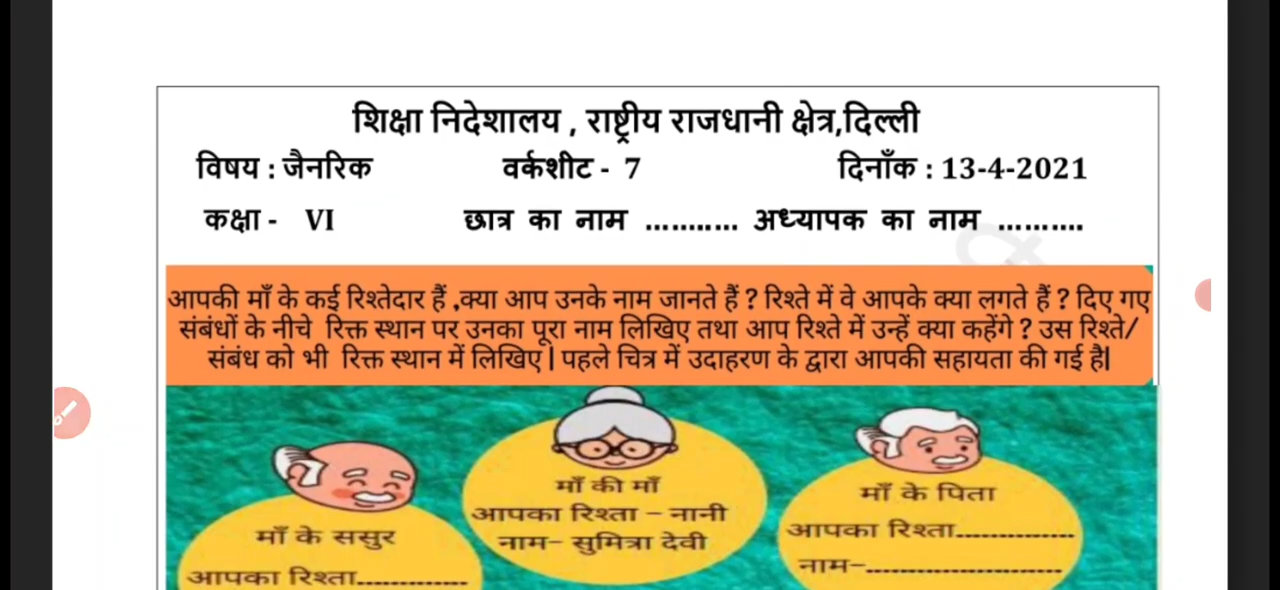 शिक्षा निदेशालय , राष्ट्रीय राजधानी क्षेत्र,दिल्ली
विषय : जैनरिक वर्कशीट - 7 दिनाँक : 13-4-2021
कक्षा - VI छात्र का नाम ........... अध्यापक का नाम ..........
आपकी माँ के कई रिश्तेदार हैं ,क्या आप उनके नाम जानते हैं ? रिश्ते में वे आपके क्या लगते हैं ? दिए गए
संबंधों के नीचे रिक्त स्थान पर उनका पूरा नाम लिखिए तथा आप रिश्ते में उन्हें क्या कहेंगे ? उस रिश्ते/
संबंध को भी रिक्त स्थान में लिखिए | पहले चित्र में उदाहरण के द्वारा आपकी सहायता की गई है|
माँ के ससुर
आपका रिश्ता.............
माँ की माँ
आपका रिश्ता – नानी
नाम– सुमित्रा देवी
माँ के पिता
आपका रिश्ता..............
नाम–.......................